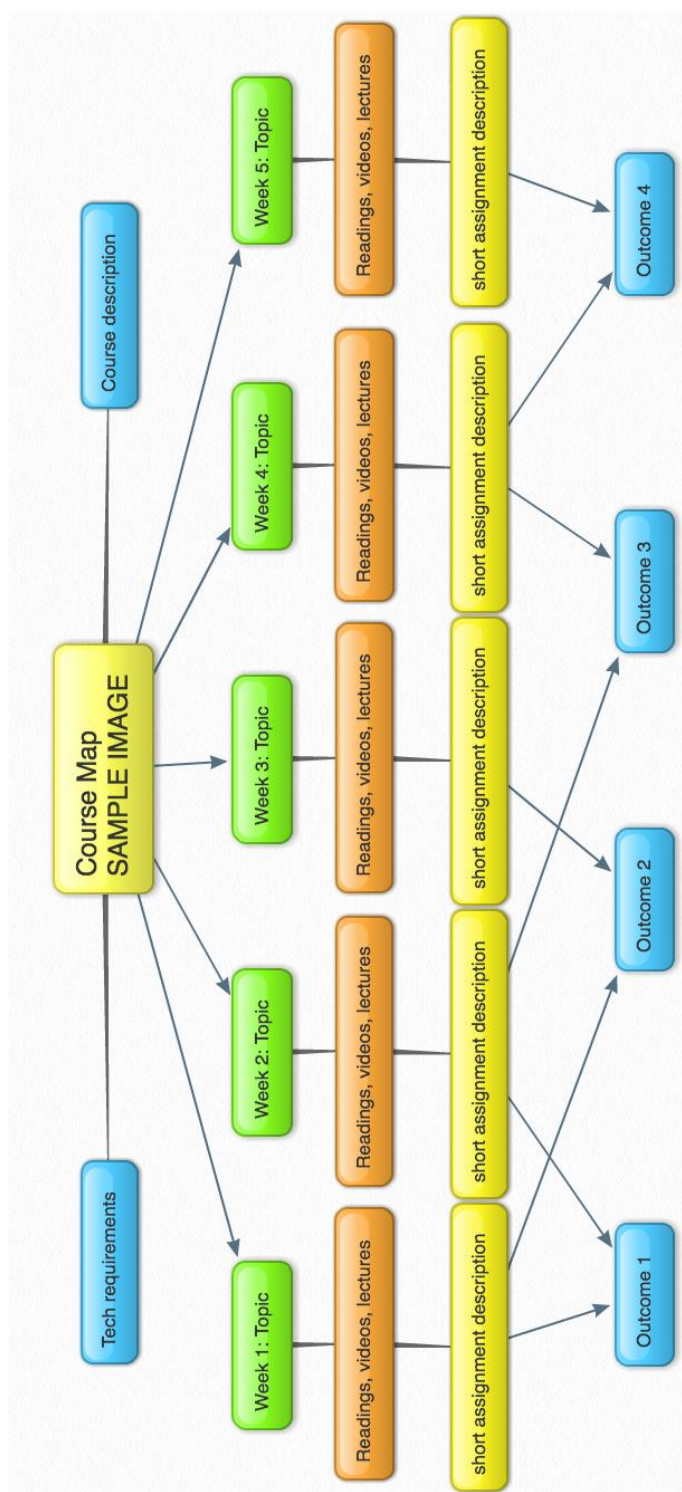 Course Map
SAMPLE IMAGE
Tech requirements
Course description
Week 1: Topic
Week 2: Topic
Week 3: Topic
Week 4: Topic
Week 5: Topic
Readings, videos, lectures
Readings, videos, lectures
Readings, videos, lectures
Readings, videos, lectures
Readings, videos, lectures
short assignment description
short assignment description
short assignment description
short assignment description
short assignment description
Outcome 1
Outcome 2
Outcome 3
Outcome 4